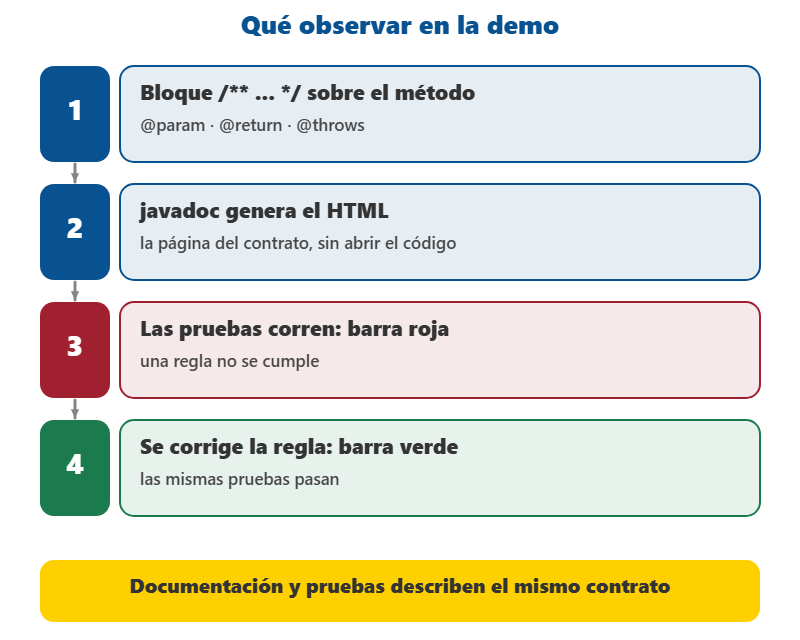 Qué observar en la demo
1
Bloque /** ... */ sobre el método
@param · @return · @throws
2
javadoc genera el HTML
la página del contrato, sin abrir el código
3
Las pruebas corren: barra roja
una regla no se cumple
4
Se corrige la regla: barra verde
las mismas pruebas pasan
Documentación y pruebas describen el mismo contrato